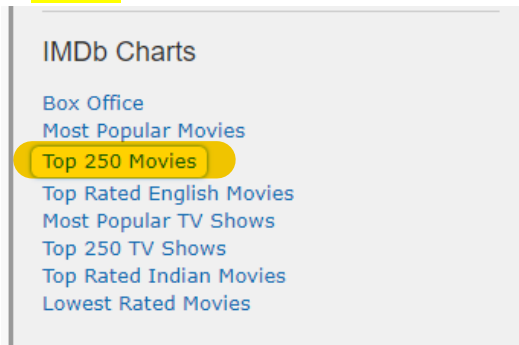 IMDb Charts
Box Office
Most Popular Movies
Top 250 Movies
Top Rated English Movies
Most Popular TV Shows
Top 250 TV Shows
Top Rated Indian Movies
Lowest Rated Movies